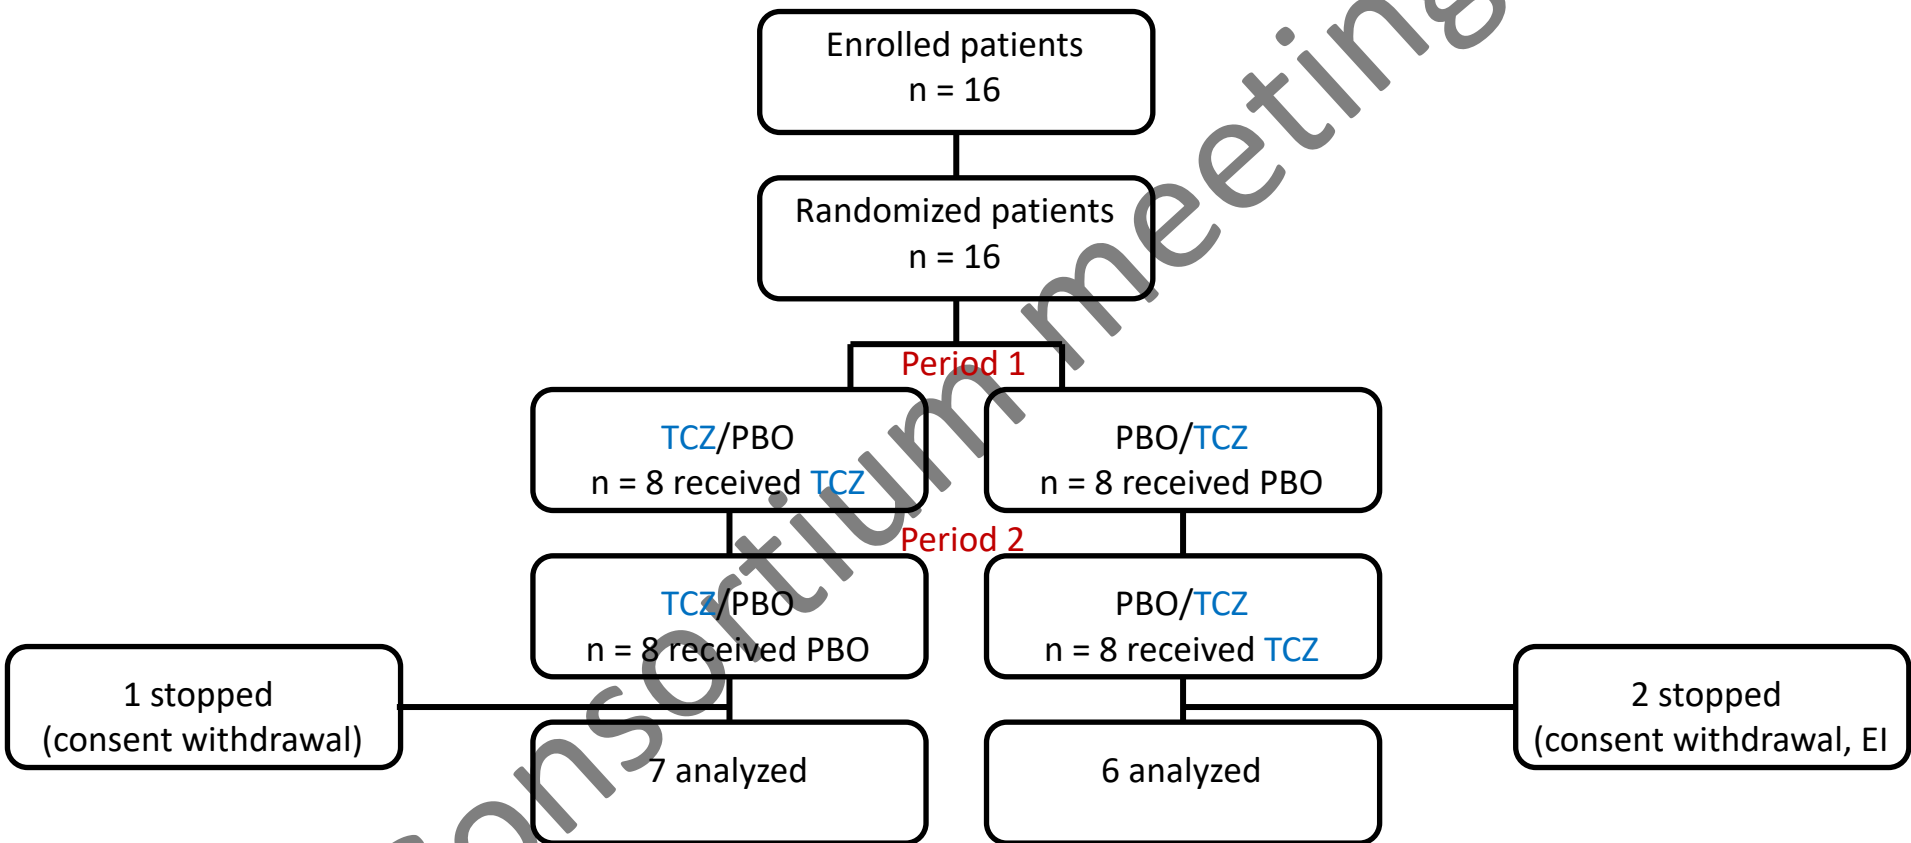 Enrolled patients
n = 16
Randomized patients
n = 16
Period 1
TCZ/PBO
n = 8 received TCZ
PBO/TCZ
n = 8 received PBO
Period 2
TCZ/PBO
n = 8 received PBO
PBO/TCZ
n = 8 received TCZ
1 stopped
(consent withdrawal)
2 stopped
(consent withdrawal, EI
7 analyzed
6 analyzed
onsortium meeting